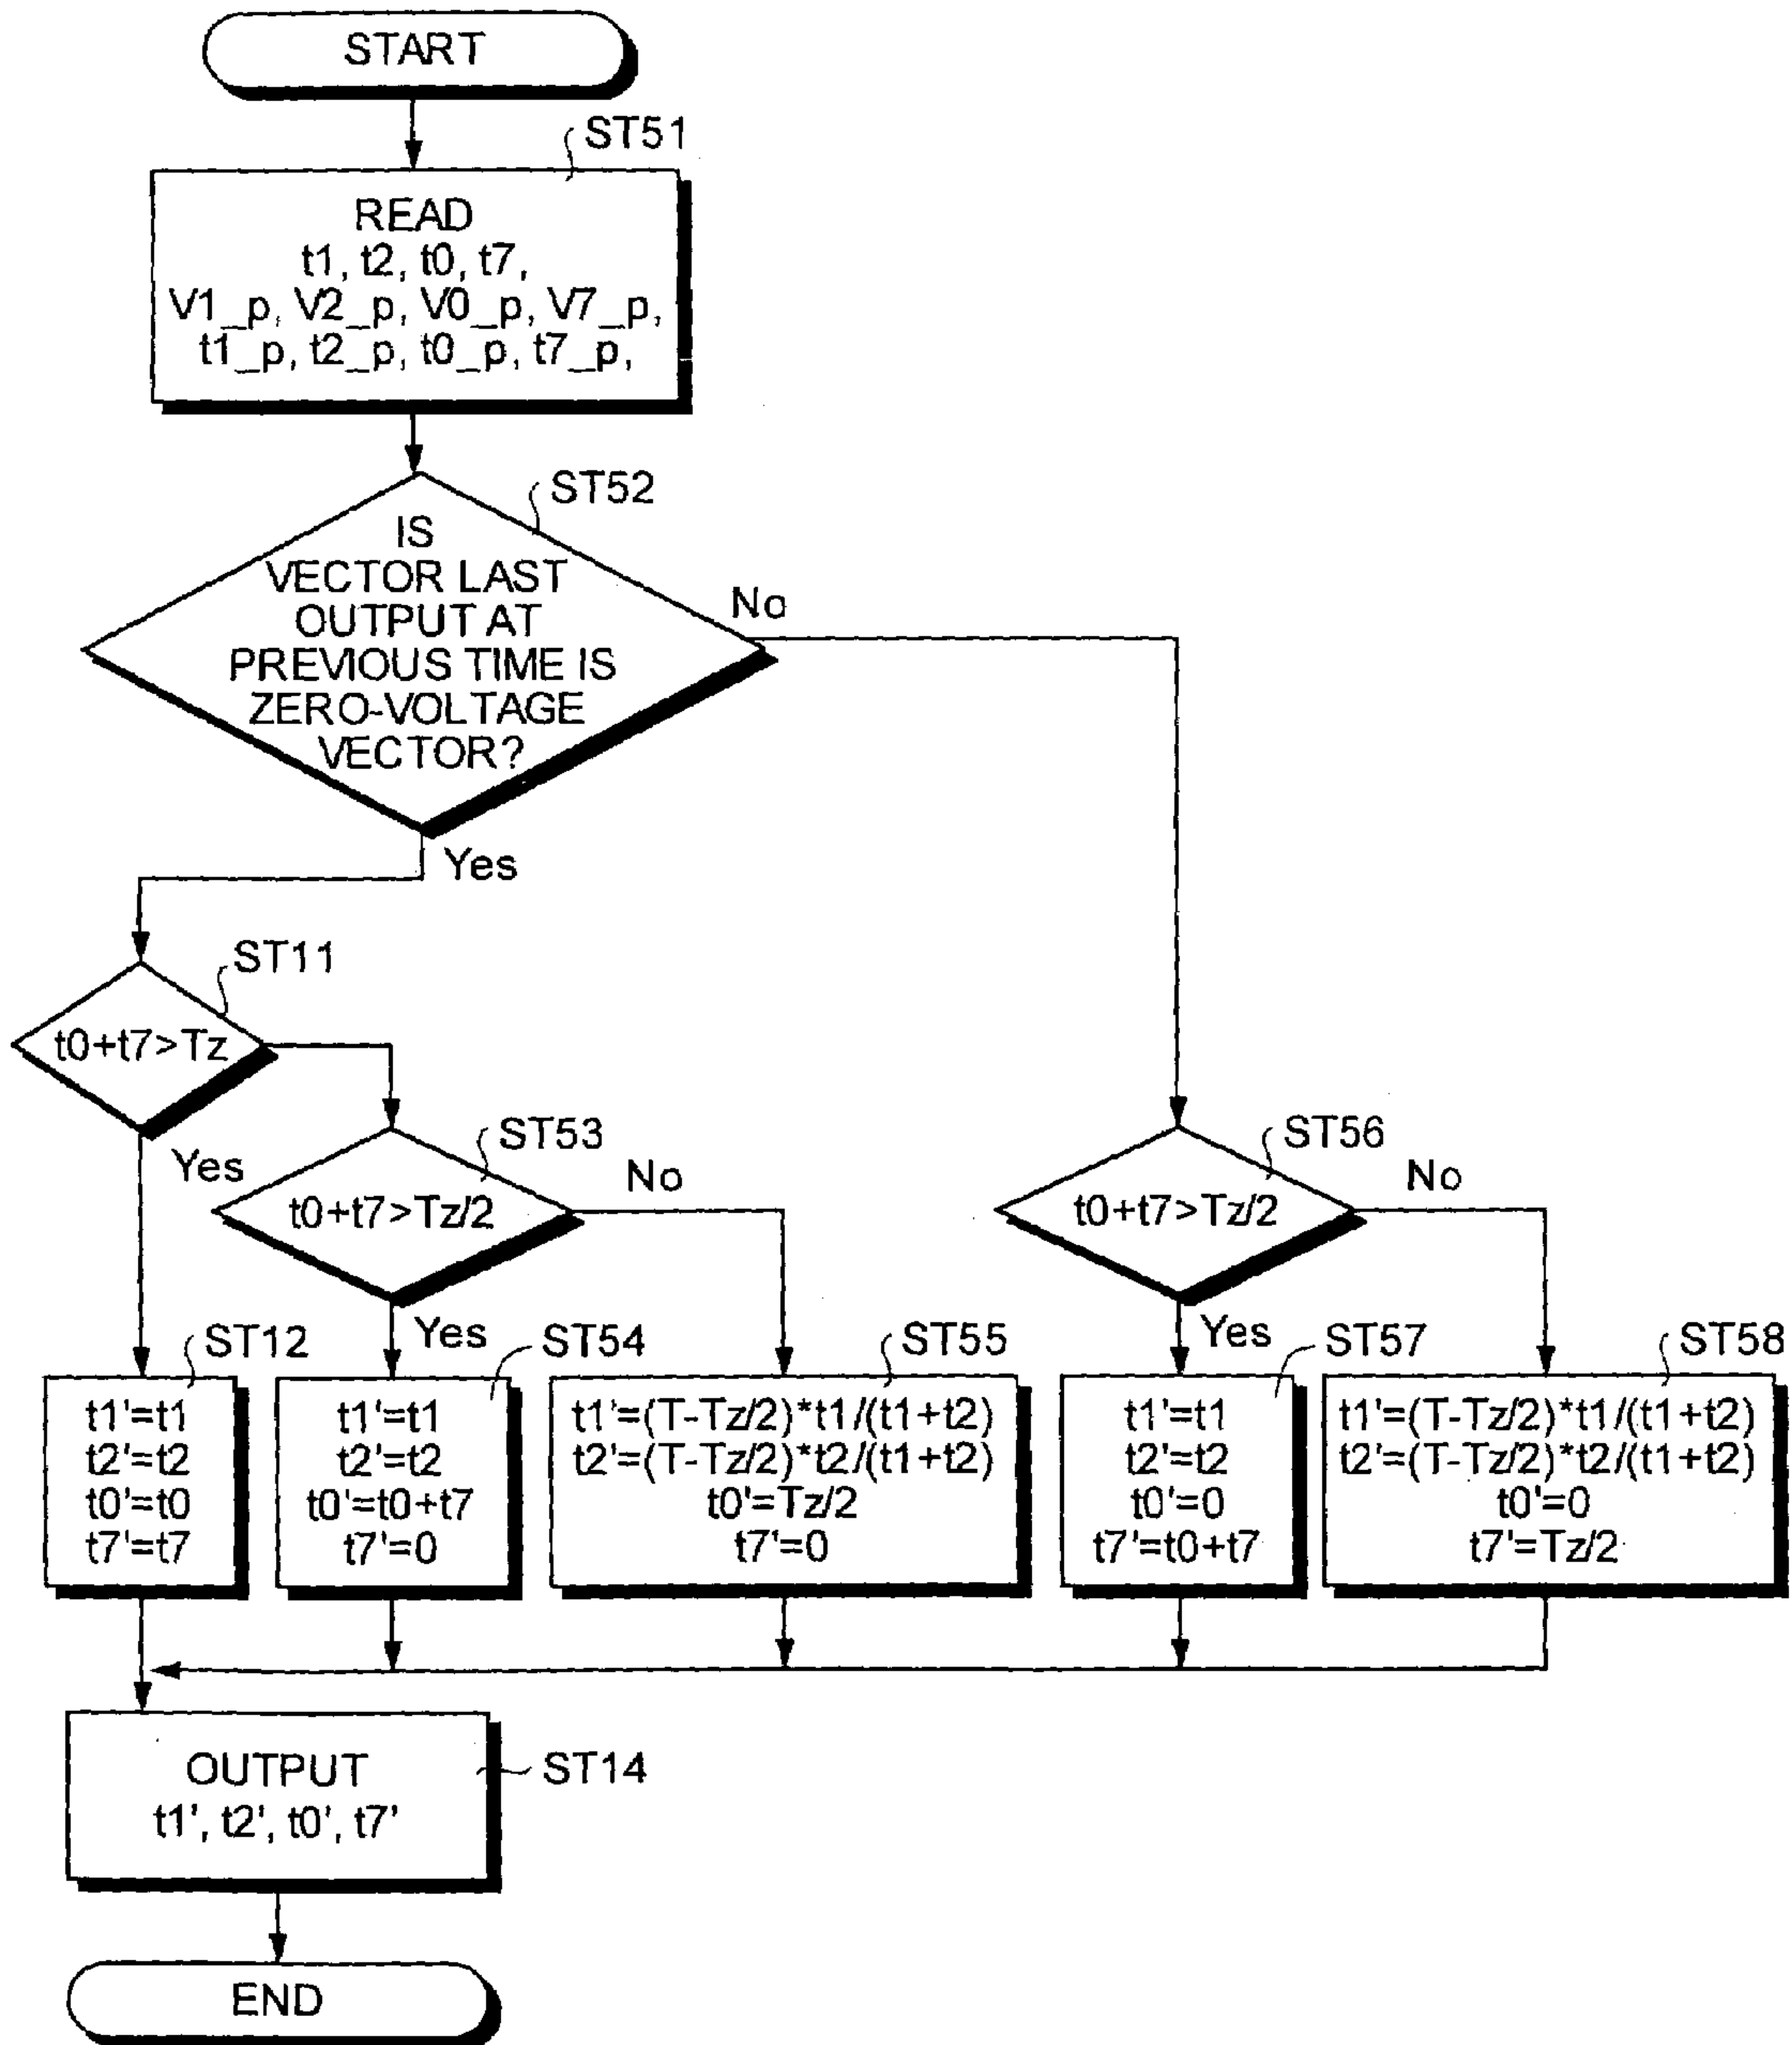 START
ST51
READ
t1, t2, t0, t7,
V1_p, V2_p, V0_p, V7_p,
t1_p, t2_p, t0_p, t7_p,
ST52
IS
VECTOR LAST
OUTPUT AT
PREVIOUS TIME IS
ZERO-VOLTAGE
VECTOR?
No
Yes
ST11
t0+t7>Tz
Yes
ST53
t0+t7>Tz/2
No
Yes
ST56
t0+t7>Tz/2
No
Yes
ST12
t1'=t1
t2'=t2
t0'=t0
t7'=t7
ST54
t1'=t1
t2'=t2
t0'=t0+t7
t7'=0
ST55
t1'=(T-Tz/2)*t1/(t1+t2)
t2'=(T-Tz/2)*t2/(t1+t2)
t0'=Tz/2
t7'=0
ST57
t1'=t1
t2'=t2
t0'=0
t7'=t0+t7
ST58
t1'=(T-Tz/2)*t1/(t1+t2)
t2'=(T-Tz/2)*t2/(t1+t2)
t0'=0
t7'=Tz/2
OUTPUT
t1', t2', t0', t7'
ST14
END